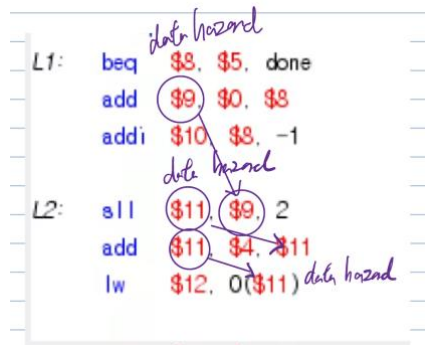 data hazard
L1: beq $8, $5, done
add $9, $0, $8
addi $10, $8, -1
data hazard
L2: sll $11, $9, 2
add $11, $4, $11
lw $12, 0($11) data hazard